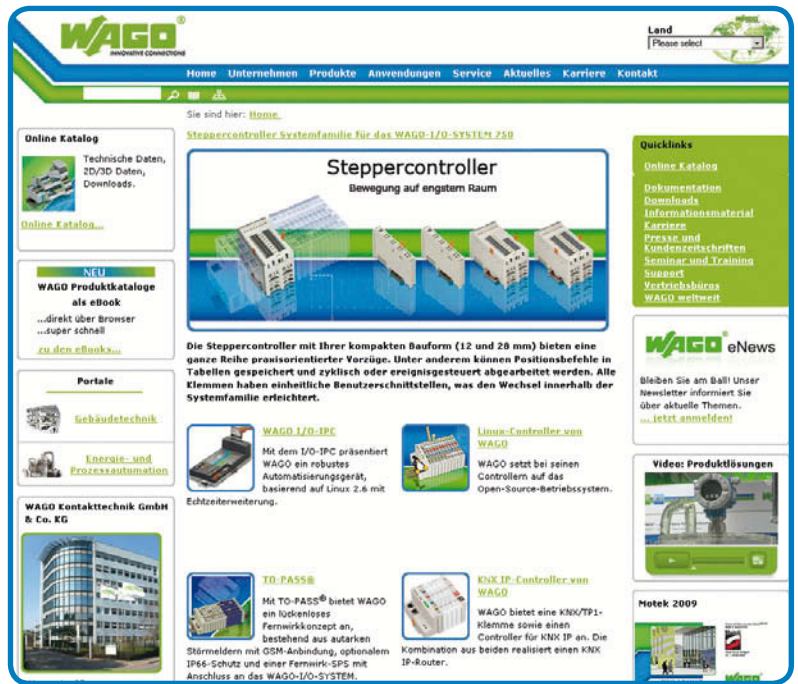 WAGO®
INNOVATIVE CONNECTIONS
Land
Please select
Home Unternehmen Produkte Anwendungen Service Aktuelles Karriere Kontakt
Sie sind hier: Home
Online Katalog
Technische Daten,
2D/3D Daten,
Downloads.
Online Katalog...
NEU
WAGO Produktkataloge
als eBook
...direkt über Browser
...super schnell
zu den eBooks...
Portale
Gebäudetechnik
Energie- und
Prozessautomation
WAGO Kontakttechnik GmbH
& Co. KG
Steppercontroller Systemfamilie für das WAGO-I/O-SYSTEM 750
Steppercontroller
Bewegung auf engstem Raum
Die Steppercontroller mit Ihrer kompakten Bauform (12 und 28 mm) bieten eine
ganze Reihe praxisorientierter Vorzüge. Unter anderem können Positionsbefehle in
Tabellen gespeichert und zyklisch oder ereignisgesteuert abgearbeitet werden. Alle
Klemmen haben einheitliche Benutzerschnittstellen, was den Wechsel innerhalb der
Systemfamilie erleichtert.
WAGO I/O-IPC
Mit dem I/O-IPC präsentiert
WAGO ein robustes
Automatisierungsgerät,
basierend auf Linux 2.6 mit
Echtzeiterweiterung.
Linux-Controller von
WAGO
WAGO setzt bei seinen
Controllern auf das
Open-Source-Betriebssystem.
TO-PASS®
Mit TO-PASS® bietet WAGO
ein lückenloses
Fernwirkkonzept an,
bestehend aus autarken
Störmeldern mit GSM-Anbindung, optionalem
IP66-Schutz und einer Fernwirk-SPS mit
Anschluss an das WAGO-I/O-SYSTEM.
KNX IP-Controller von
WAGO
WAGO bietet eine KNX/TP1-
Klemme sowie einen
Controller für KNX IP an. Die
Kombination aus beiden realisiert einen KNX
IP-Router.
Quicklinks
Online Katalog
Dokumentation
Downloads
Informationsmaterial
Karriere
Presse und
Kundenzeitschriften
Seminar und Training
Support
Vertriebsbüros
WAGO weltweit
WAGO® eNews
Bleiben Sie am Ball! Unser
Newsletter informiert Sie
über aktuelle Themen.
... jetzt anmelden!
Video: Produktlösungen
Motek 2009